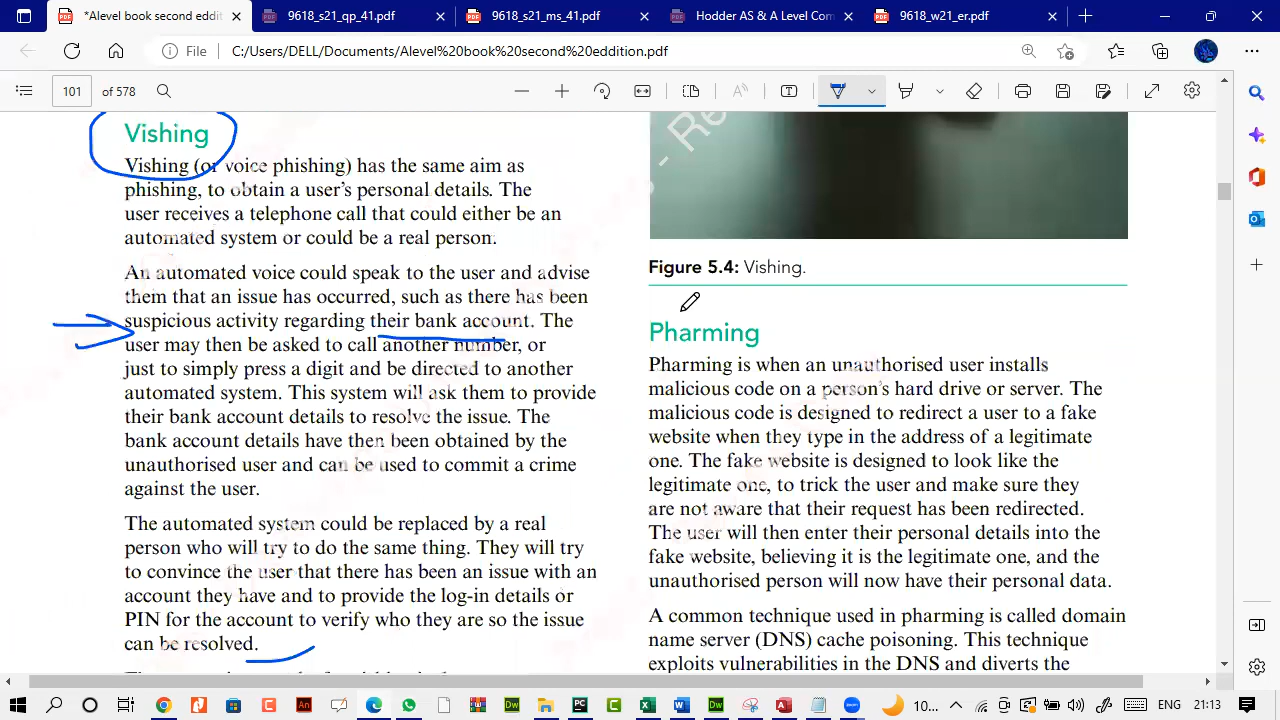 *Alevel book second eddit
9618_s21_qp_41.pdf
9618_s21_ms_41.pdf
Hodder AS & A Level Com
9618_w21_er.pdf
File
C:/Users/DELL/Documents/Alevel%20book%20second%20eddition.pdf
101 of 578
Vishing
Vishing (or voice phishing) has the same aim as
phishing, to obtain a user's personal details. The
user receives a telephone call that could either be an
automated system or could be a real person.
An automated voice could speak to the user and advise
them that an issue has occurred, such as there has been
suspicious activity regarding their bank account. The
user may then be asked to call another number, or
just to simply press a digit and be directed to another
automated system. This system will ask them to provide
their bank account details to resolve the issue. The
bank account details have then been obtained by the
unauthorised user and can be used to commit a crime
against the user.
The automated system could be replaced by a real
person who will try to do the same thing. They will try
to convince the user that there has been an issue with an
account they have and to provide the log-in details or
PIN for the account to verify who they are so the issue
can be resolved.
Figure 5.4: Vishing.
Pharming
Pharming is when an unauthorised user installs
malicious code on a person's hard drive or server. The
malicious code is designed to redirect a user to a fake
website when they type in the address of a legitimate
one. The fake website is designed to look like the
legitimate one, to trick the user and make sure they
are not aware that their request has been redirected.
The user will then enter their personal details into the
fake website, believing it is the legitimate one, and the
unauthorised person will now have their personal data.
A common technique used in pharming is called domain
name server (DNS) cache poisoning. This technique
exploits vulnerabilities in the DNS and diverts the
10...
ENG
21:13